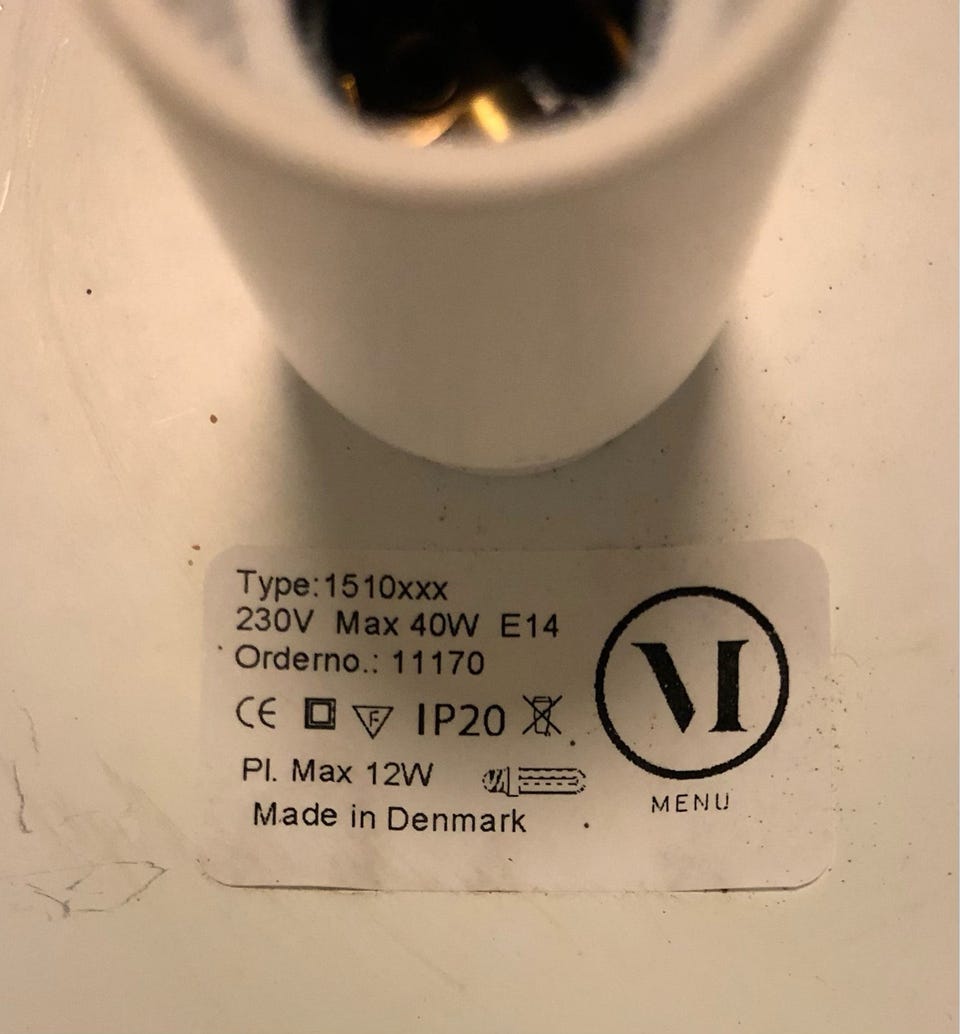 Type:1510xxx
230V Max 40W E14
Orderno.: 11170
CE F IP20
Pl. Max 12W
Made in Denmark
M
MENU